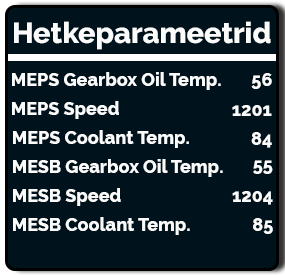 Hetkeparameetrid
MEPS Gearbox Oil Temp. 56
MEPS Speed 1201
MEPS Coolant Temp. 84
MESB Gearbox Oil Temp. 55
MESB Speed 1204
MESB Coolant Temp. 85